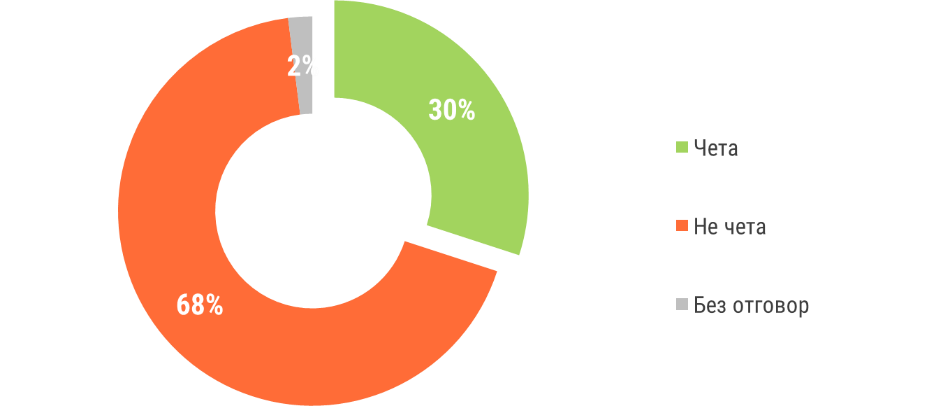 2%
30%
68%
Чета
Не чета
Без отговор